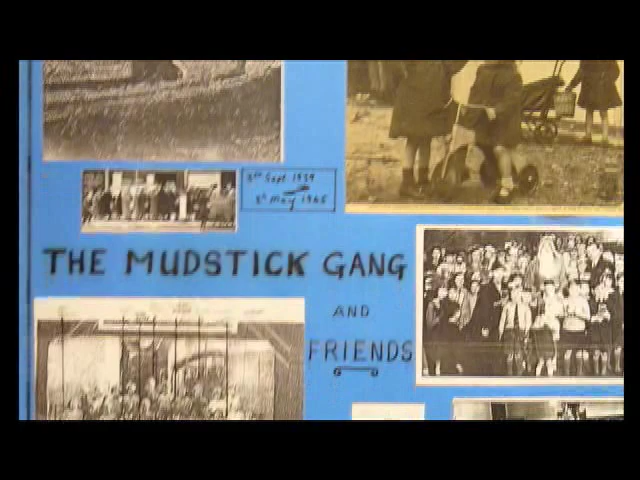 3rd Sept. 1939
8th May 1945
THE MUDSTICK GANG
AND
FRIENDS